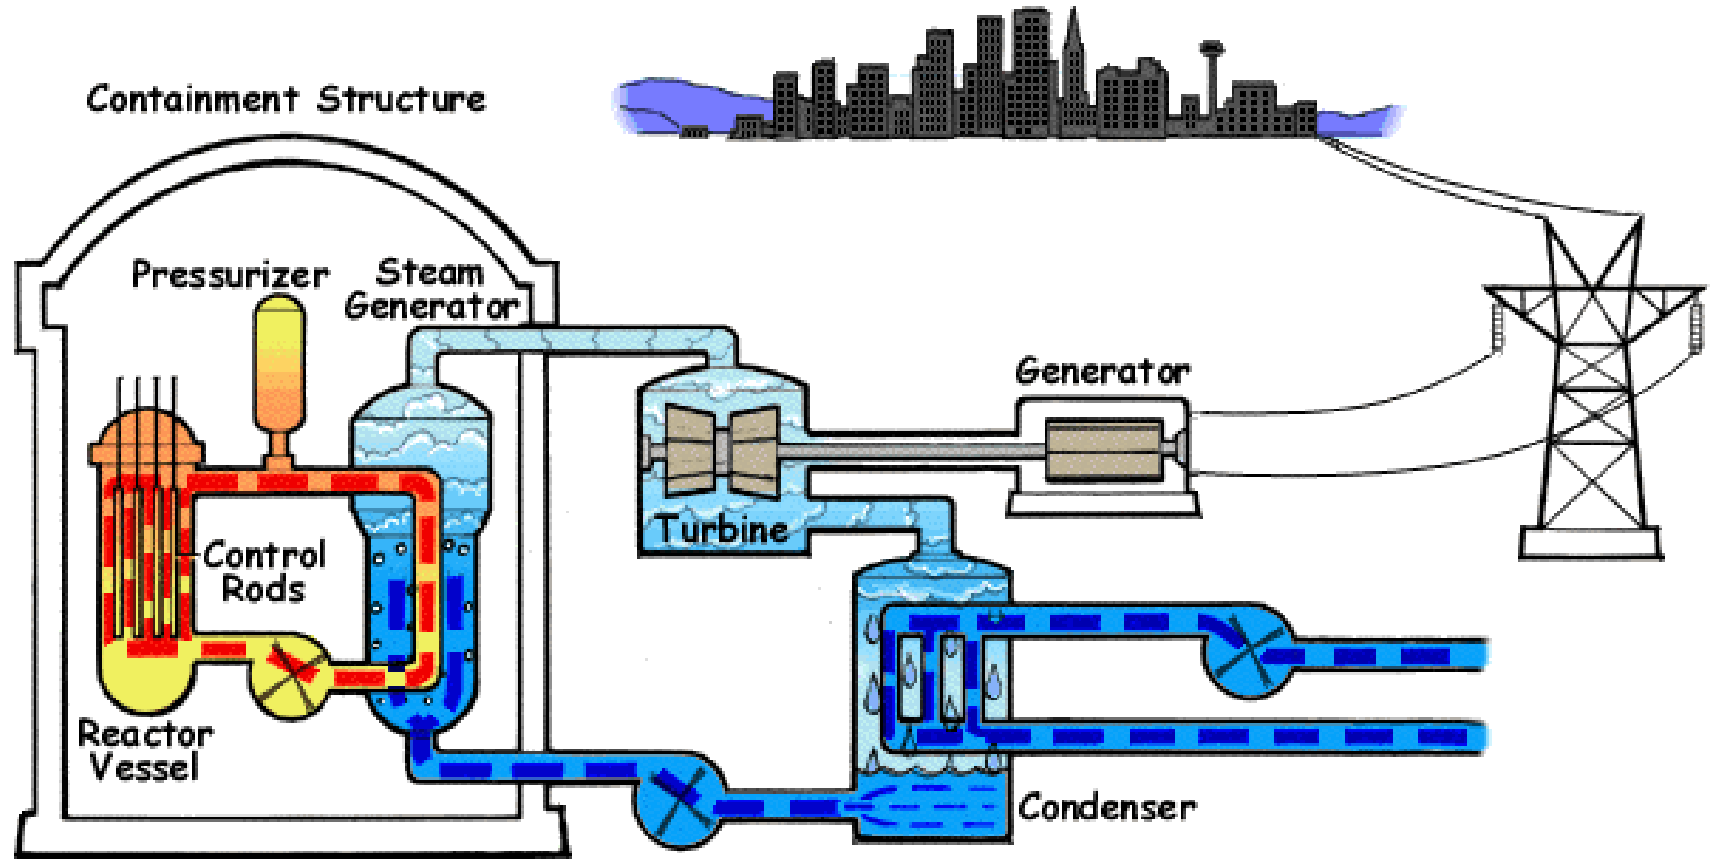 Containment Structure
Pressurizer
Steam
Generator
Generator
Turbine
Control
Rods
Reactor
Vessel
Condenser